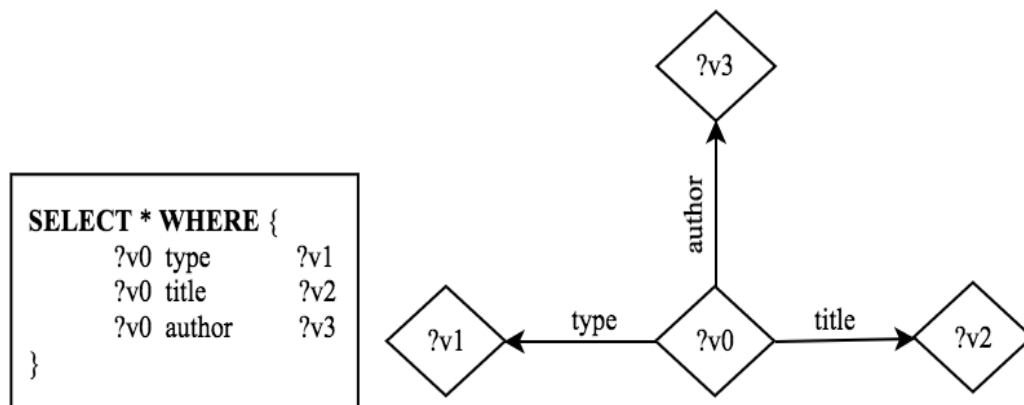 SELECT * WHERE {
?v0 type ?v1
?v0 title ?v2
?v0 author ?v3
}
?v3
author
?v1
type
?v0
title
?v2